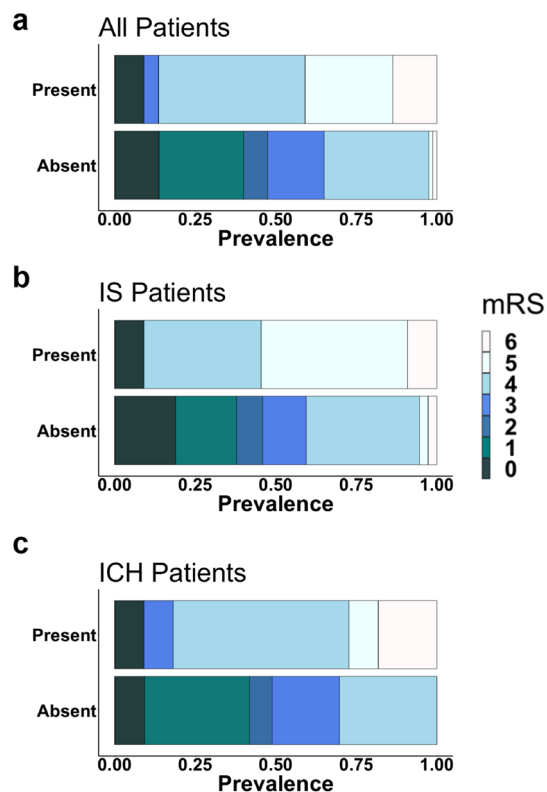 a
All Patients
Present
Absent
0.00 0.25 0.50 0.75 1.00
Prevalence
b
IS Patients
Present
Absent
0.00 0.25 0.50 0.75 1.00
Prevalence
mRS
6
5
4
3
2
1
0
c
ICH Patients
Present
Absent
0.00 0.25 0.50 0.75 1.00
Prevalence